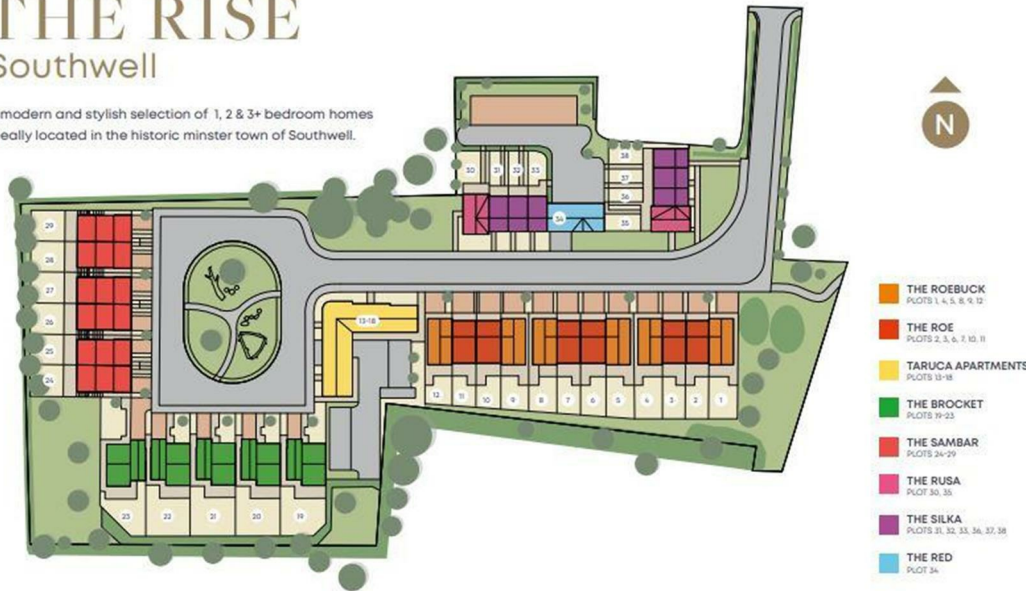 THE RISE
Southwell
modern and stylish selection of 1, 2 & 3+ bedroom homes
eally located in the historic minster town of Southwell.
N
38
30 31 32 33
37
36
34
35
29
28
27
26
25
24
13-18
12 11 10 9 8 7 6 5 4 3 2 1
23 22 21 20 19
THE ROEBUCK
PLOTS 1, 4, 5, 8, 9, 12
THE ROE
PLOTS 2, 3, 6, 7, 10, 11
TARUCA APARTMENTS
PLOTS 13-18
THE BROCKET
PLOTS 19-23
THE SAMBAR
PLOTS 24-29
THE RUSA
PLOT 30, 35
THE SILKA
PLOTS 31, 32, 33, 36, 37, 38
THE RED
PLOT 34